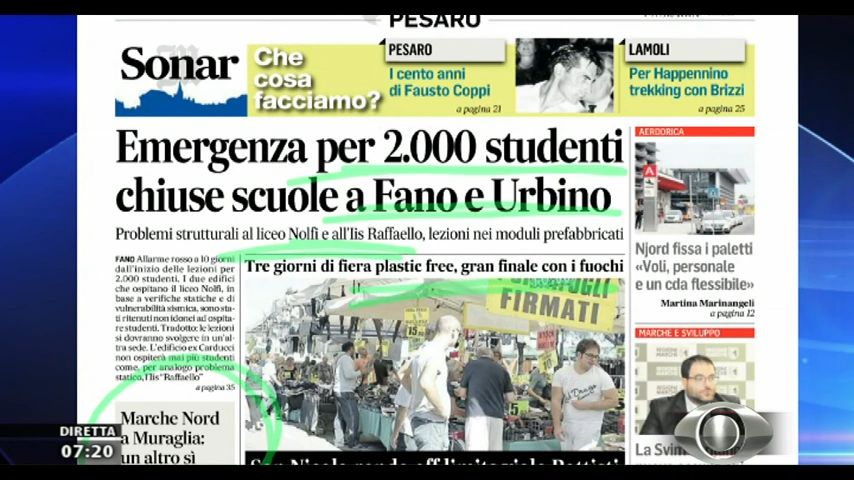 PESARO
Sonar
Che
cosa
facciamo?
PESARO
I cento anni
di Fausto Coppi
a pagina 21
LAMOLI
Per Happennino
trekking con Brizzi
a pagina 25
Emergenza per 2.000 studenti
chiuse scuole a Fano e Urbino
Problemi strutturali al liceo Nolfi e all'Iis Raffaello, lezioni nei moduli prefabbricati
FANO Allarme rosso a 10 giorni
dall'inizio delle lezioni per
2.000 studenti. I due edifici
che ospitano il liceo Nolfi, in
base a verifiche statiche e di
vulnerabilità sismica, sono sta-
ti ritenuti non idonei ad ospita-
re studenti. Tradotto: le lezioni
si dovranno svolgere in un'al-
tra sede. L'edificio ex Carducci
non ospiterà mai più studenti
come, per analogo problema
statico, l'Iis "Raffaello"
a pagina 35
Marche Nord
a Muraglia:
un altro sì
Tre giorni di fiera plastic free, gran finale con i fuochi
FIRMATI
15
15
AERDORICA
A
Njord fissa i paletti
«Voli, personale
e un cda flessibile»
Martina Marinangeli
a pagina 12
MARCHE E SVILUPPO
La Svim
DIRETTA
07:20